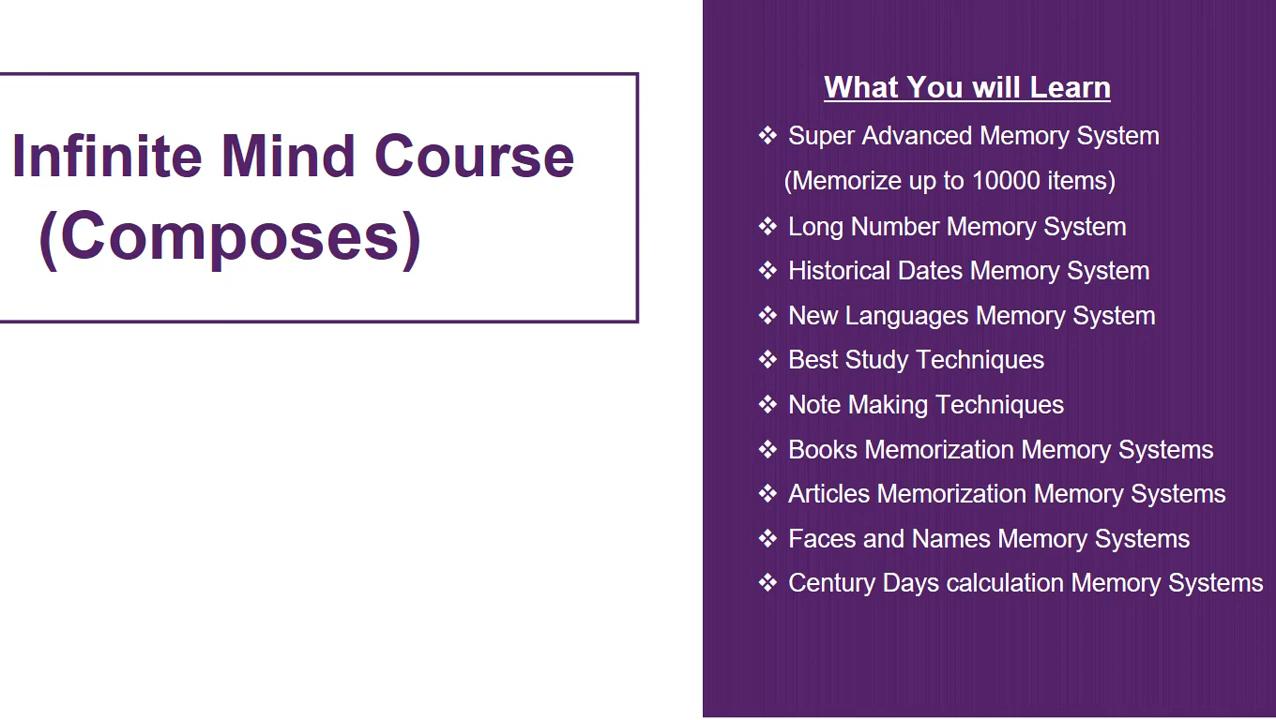 Infinite Mind Course
(Composes)
What You will Learn
❖ Super Advanced Memory System
(Memorize up to 10000 items)
❖ Long Number Memory System
❖ Historical Dates Memory System
❖ New Languages Memory System
❖ Best Study Techniques
❖ Note Making Techniques
❖ Books Memorization Memory Systems
❖ Articles Memorization Memory Systems
❖ Faces and Names Memory Systems
❖ Century Days calculation Memory Systems